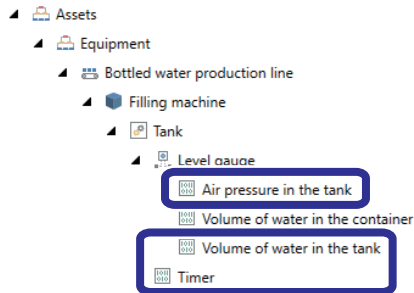 Assets
Equipment
Bottled water production line
Filling machine
Tank
Level gauge
Air pressure in the tank
Volume of water in the container
Volume of water in the tank
Timer